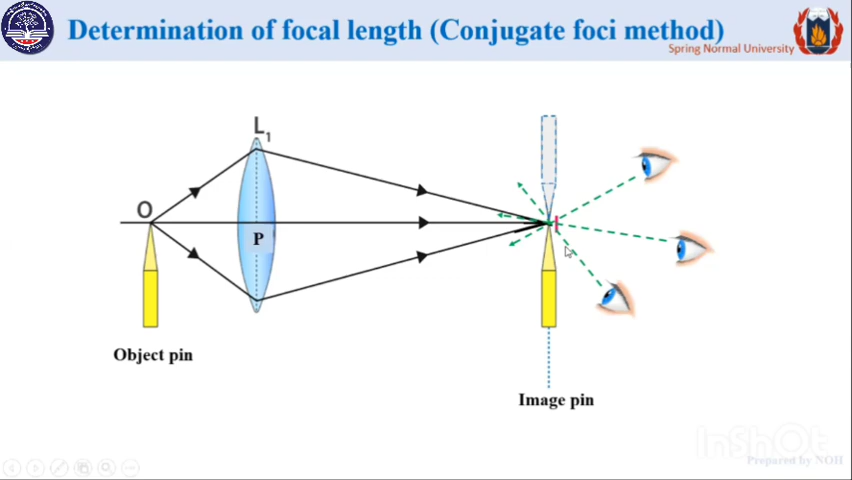 Determination of focal length (Conjugate foci method)
Spring Normal University
L1
O
P
Object pin
Image pin
InShOt
Prepared by NOH